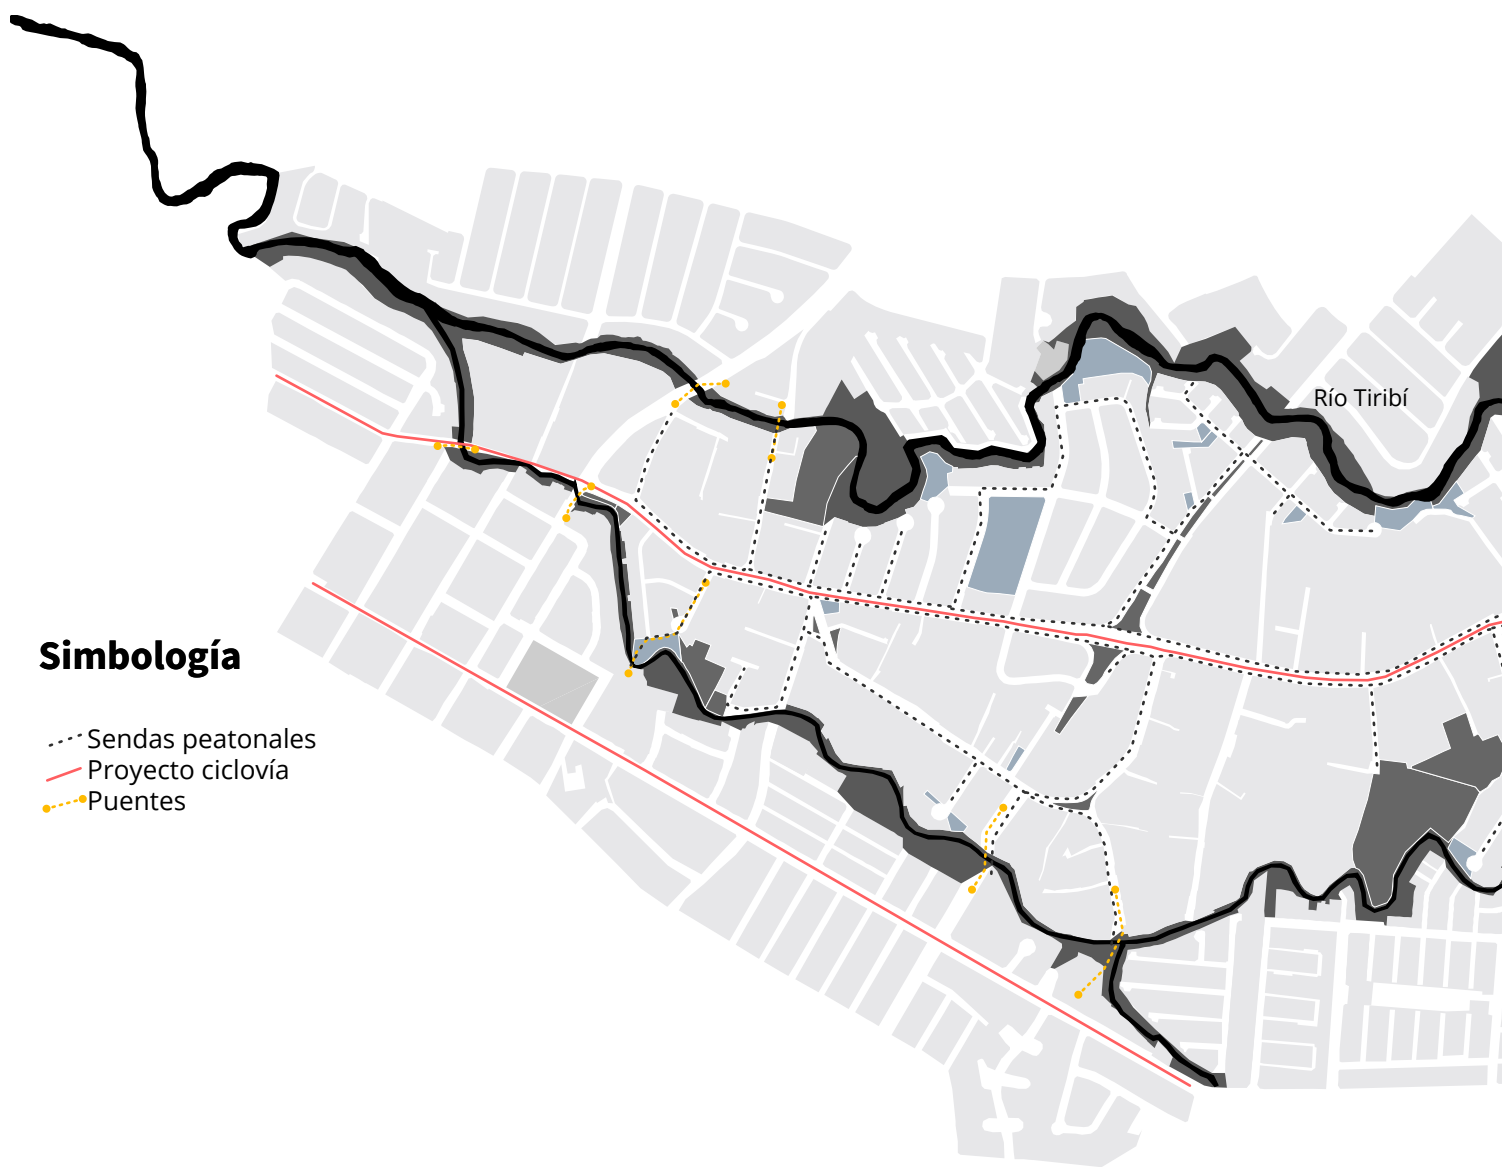 Río Tiribí
Simbología
Sendas peatonales
Proyecto ciclovía
Puentes